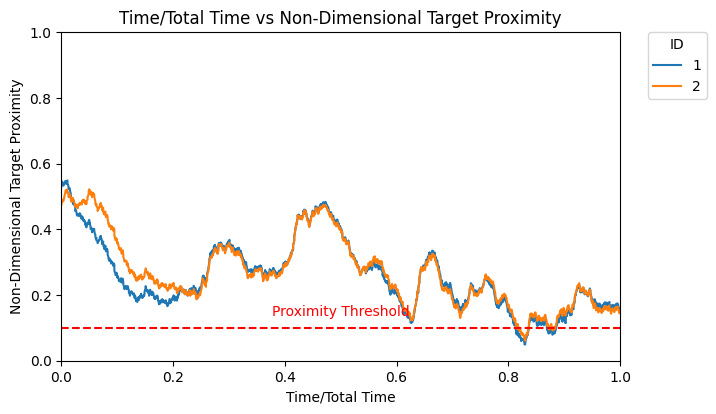 Time/Total Time vs Non-Dimensional Target Proximity
ID
1
2
Non-Dimensional Target Proximity
1.0
0.8
0.6
0.4
0.2
0.0
Proximity Threshold
0.0 0.2 0.4 0.6 0.8 1.0
Time/Total Time